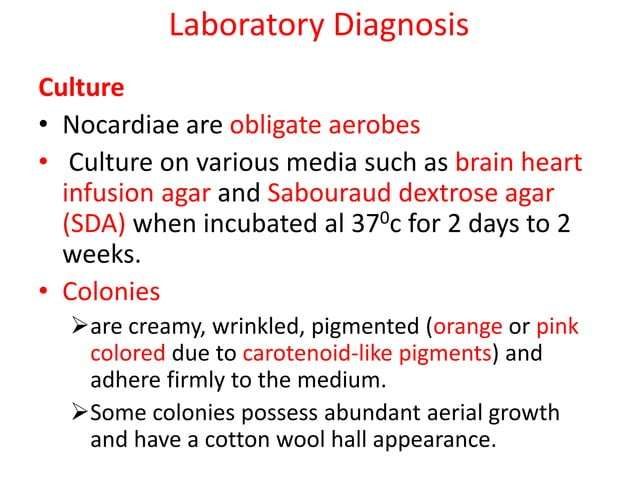 Laboratory Diagnosis
Culture
• Nocardiae are obligate aerobes
• Culture on various media such as brain heart
infusion agar and Sabouraud dextrose agar
(SDA) when incubated al 37⁰c for 2 days to 2
weeks.
• Colonies
➢are creamy, wrinkled, pigmented (orange or pink
colored due to carotenoid-like pigments) and
adhere firmly to the medium.
➢Some colonies possess abundant aerial growth
and have a cotton wool hall appearance.